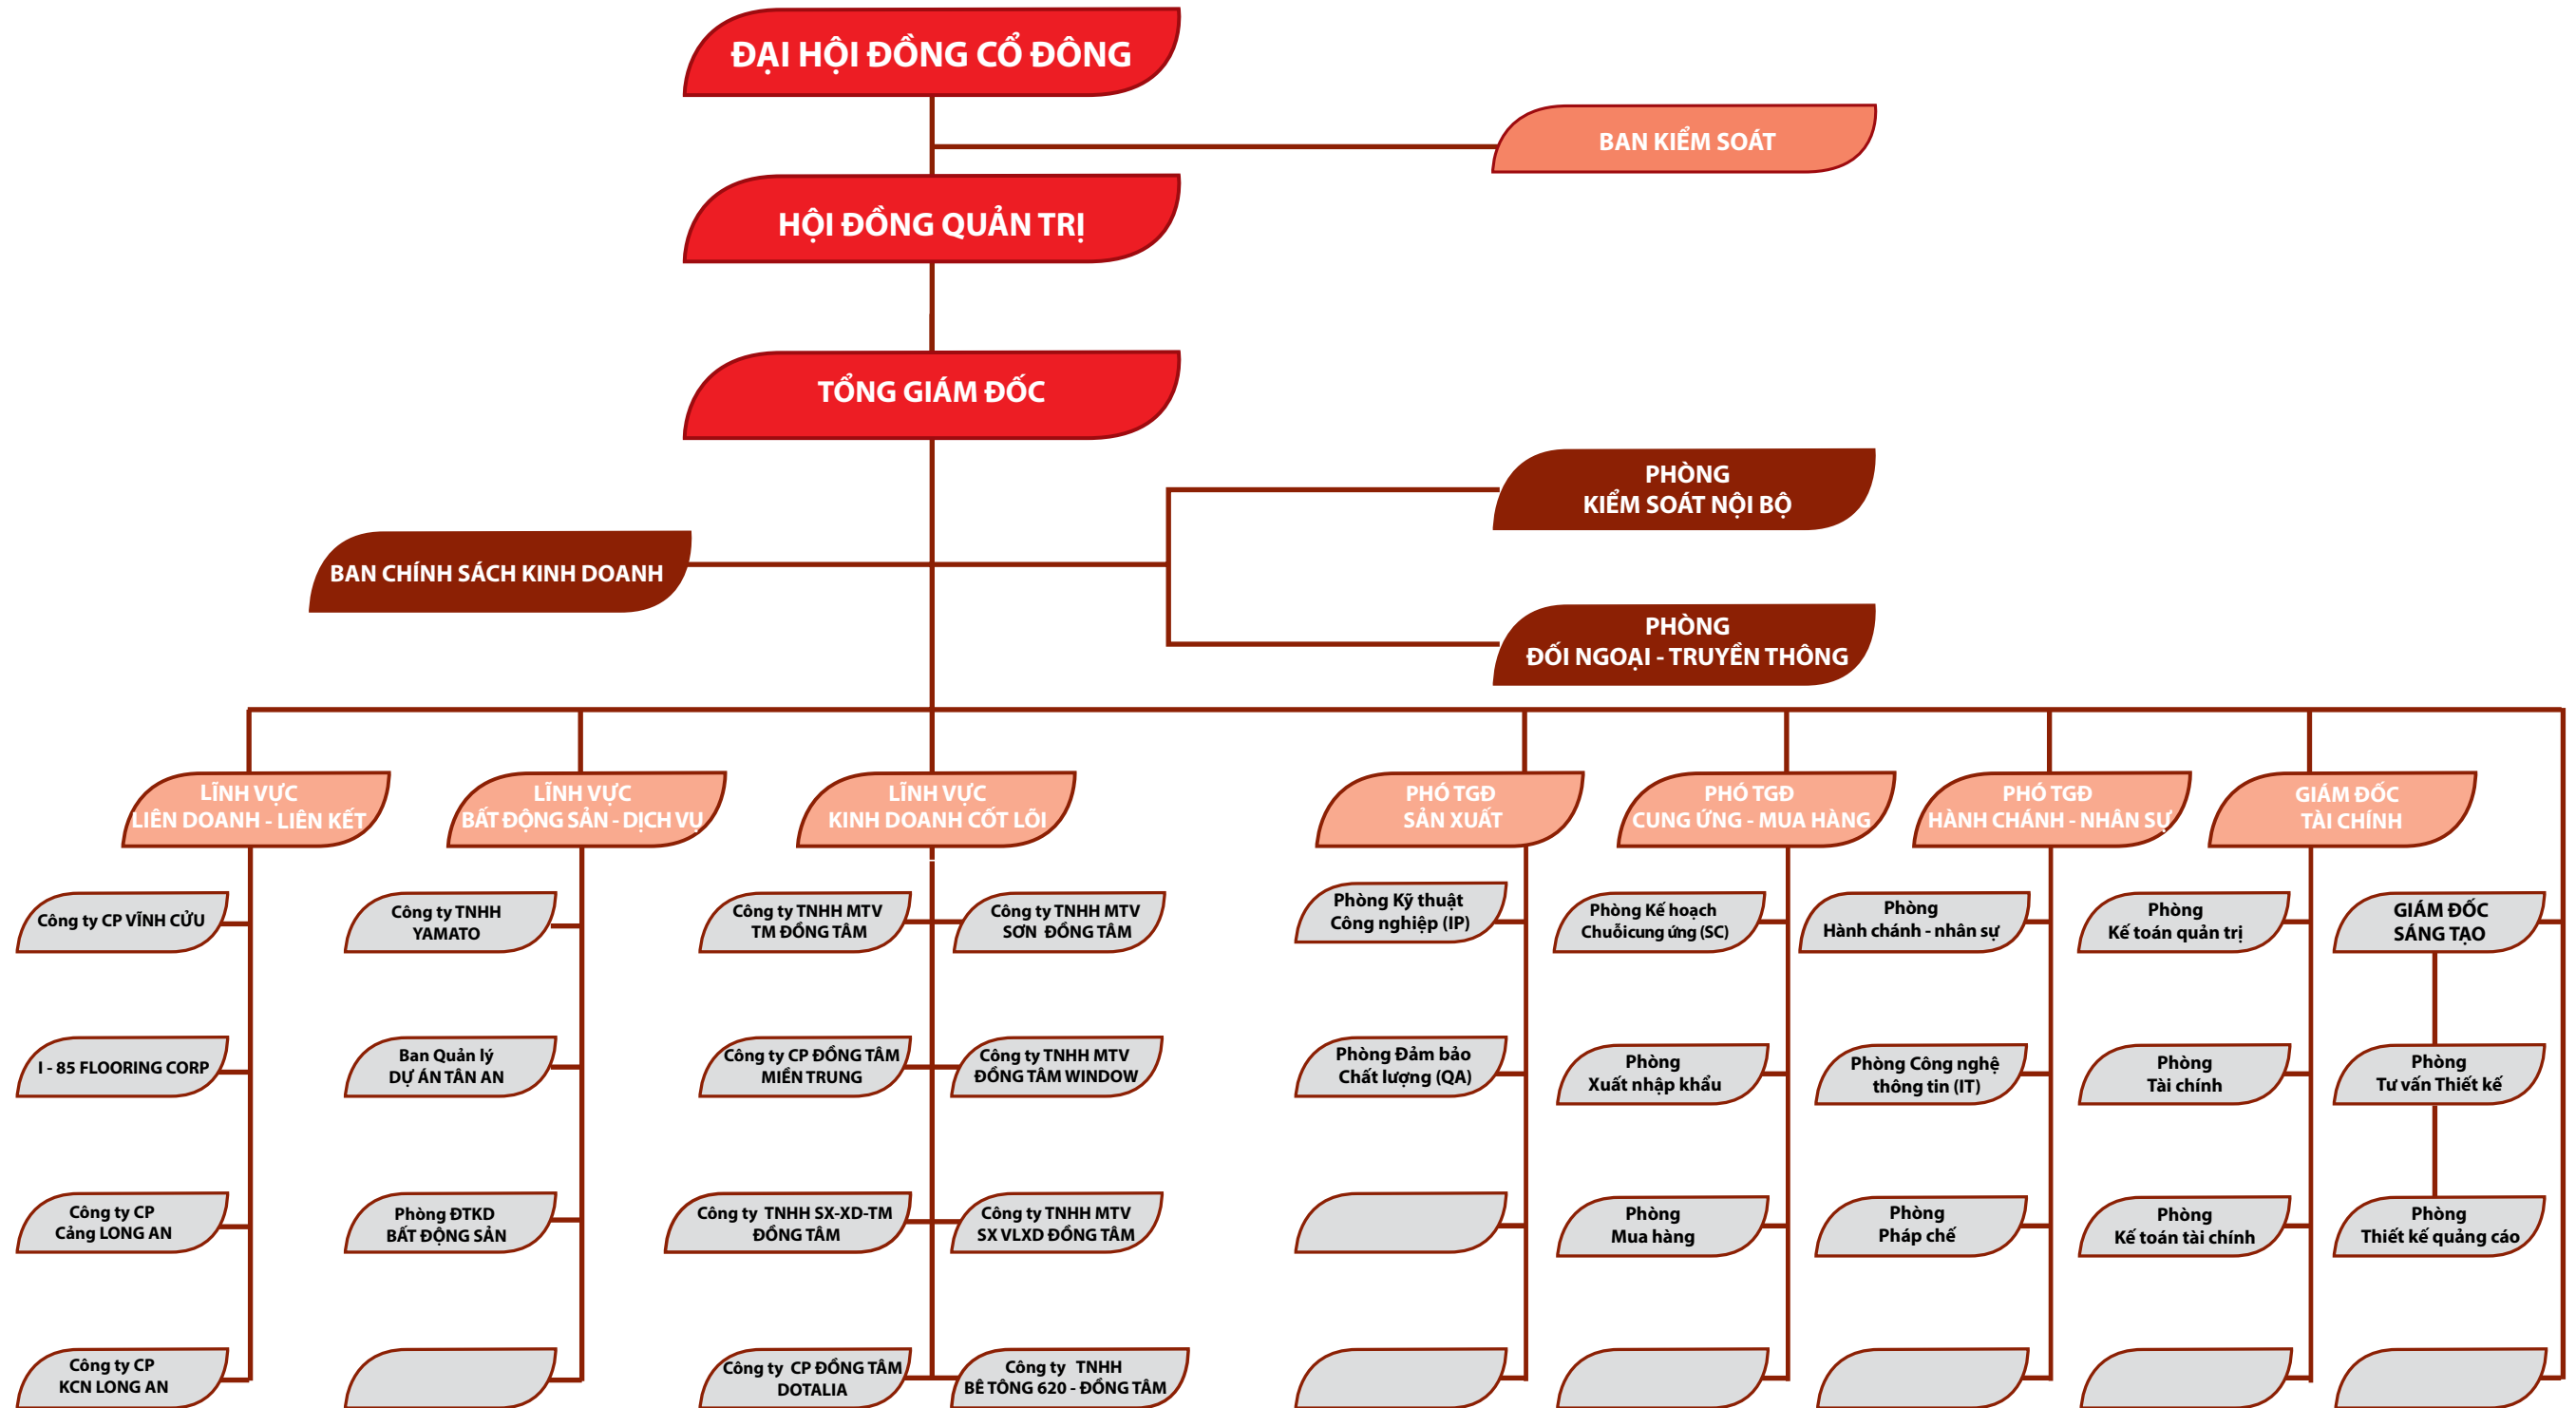 ĐẠI HỘI ĐỒNG CỔ ĐÔNG
BAN KIỂM SOÁT
HỘI ĐỒNG QUẢN TRỊ
TỔNG GIÁM ĐỐC
PHÒNG
KIỂM SOÁT NỘI BỘ
BAN CHÍNH SÁCH KINH DOANH
PHÒNG
ĐỐI NGOẠI - TRUYỀN THÔNG
LĨNH VỰC
LIÊN DOANH - LIÊN KẾT
LĨNH VỰC
BẤT ĐỘNG SẢN - DỊCH VỤ
LĨNH VỰC
KINH DOANH CỐT LÕI
PHÓ TGĐ
SẢN XUẤT
PHÓ TGĐ
CUNG ỨNG - MUA HÀNG
PHÓ TGĐ
HÀNH CHÁNH - NHÂN SỰ
GIÁM ĐỐC
TÀI CHÍNH
Công ty CP VĨNH CỬU
Công ty TNHH
YAMATO
Công ty TNHH MTV
TM ĐỒNG TÂM
Công ty TNHH MTV
SƠN ĐỒNG TÂM
Phòng Kỹ thuật
Công nghiệp (IP)
Phòng Kế hoạch
Chuỗicung ứng (SC)
Phòng
Hành chánh - nhân sự
Phòng
Kế toán quản trị
GIÁM ĐỐC
SÁNG TẠO
I - 85 FLOORING CORP
Ban Quản lý
DỰ ÁN TÂN AN
Công ty CP ĐỒNG TÂM
MIỀN TRUNG
Công ty TNHH MTV
ĐỒNG TÂM WINDOW
Phòng Đảm bảo
Chất lượng (QA)
Phòng
Xuất nhập khẩu
Phòng Công nghệ
thông tin (IT)
Phòng
Tài chính
Phòng
Tư vấn Thiết kế
Công ty CP
Cảng LONG AN
Phòng ĐTKD
BẤT ĐỘNG SẢN
Công ty TNHH SX-XD-TM
ĐỒNG TÂM
Công ty TNHH MTV
SX VLXD ĐỒNG TÂM
Phòng
Mua hàng
Phòng
Pháp chế
Phòng
Kế toán tài chính
Phòng
Thiết kế quảng cáo
Công ty CP
KCN LONG AN
Công ty CP ĐỒNG TÂM
DOTALIA
Công ty TNHH
BÊ TÔNG 620 - ĐỒNG TÂM